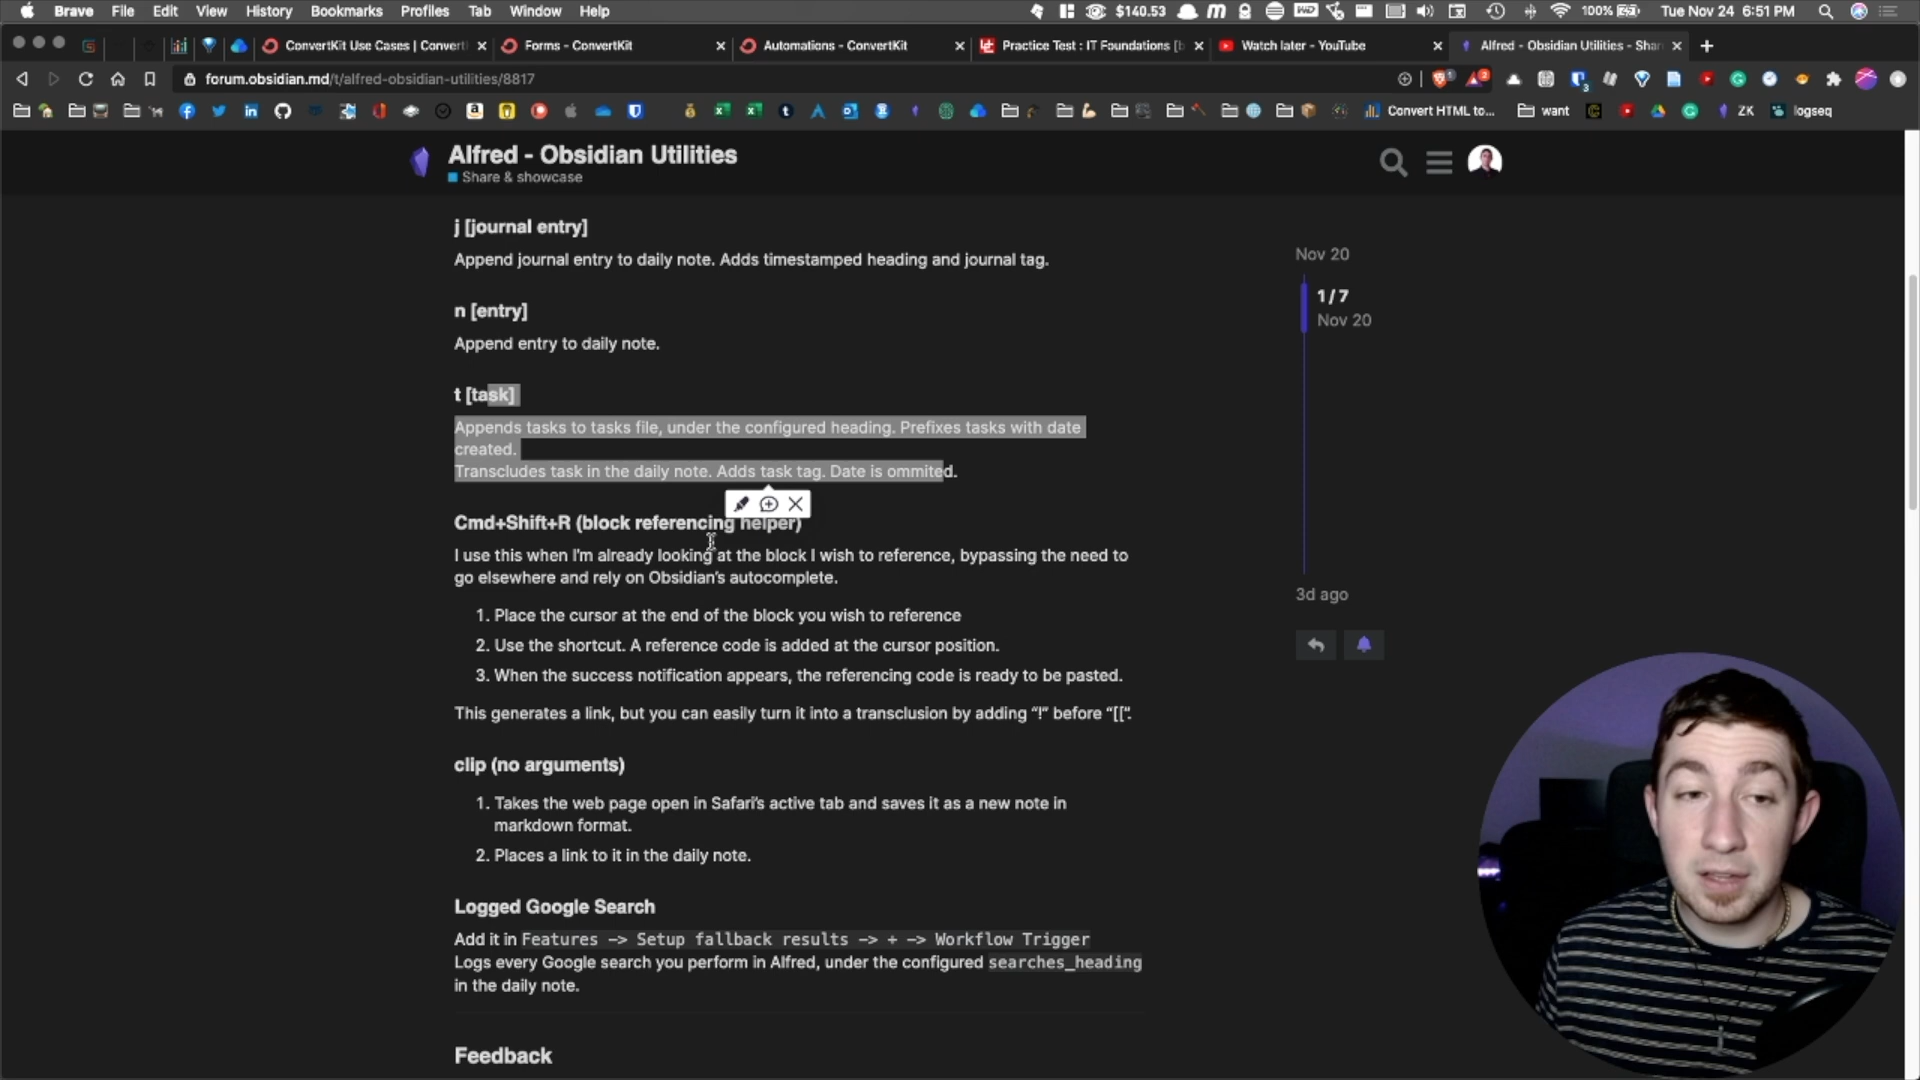 Brave File Edit View History Bookmarks Profiles Tab Window Help $140.53 100% Tue Nov 24 6:51 PM
ConvertKit Use Cases | Convert Forms - ConvertKit Automations - ConvertKit Practice Test : IT Foundations [ Watch later - YouTube Alfred - Obsidian Utilities - Shar
forum.obsidian.md/t/alfred-obsidian-utilities/8817
Convert HTML to... want ZK logseq
Alfred - Obsidian Utilities
Share & showcase
j [journal entry]
Append journal entry to daily note. Adds timestamped heading and journal tag.
n [entry]
Append entry to daily note.
t [task]
Appends tasks to tasks file, under the configured heading. Prefixes tasks with date
created.
Transcludes task in the daily note. Adds task tag. Date is ommited.
Cmd+Shift+R (block referencing helper)
I use this when I'm already looking at the block I wish to reference, bypassing the need to
go elsewhere and rely on Obsidian's autocomplete.
1. Place the cursor at the end of the block you wish to reference
2. Use the shortcut. A reference code is added at the cursor position.
3. When the success notification appears, the referencing code is ready to be pasted.
This generates a link, but you can easily turn it into a transclusion by adding “!” before “[[“.
clip (no arguments)
1. Takes the web page open in Safari's active tab and saves it as a new note in
markdown format.
2. Places a link to it in the daily note.
Logged Google Search
Add it in Features –> Setup fallback results –> + –> Workflow Trigger
Logs every Google search you perform in Alfred, under the configured searches_heading
in the daily note.
Feedback
Nov 20
1 / 7
Nov 20
3d ago